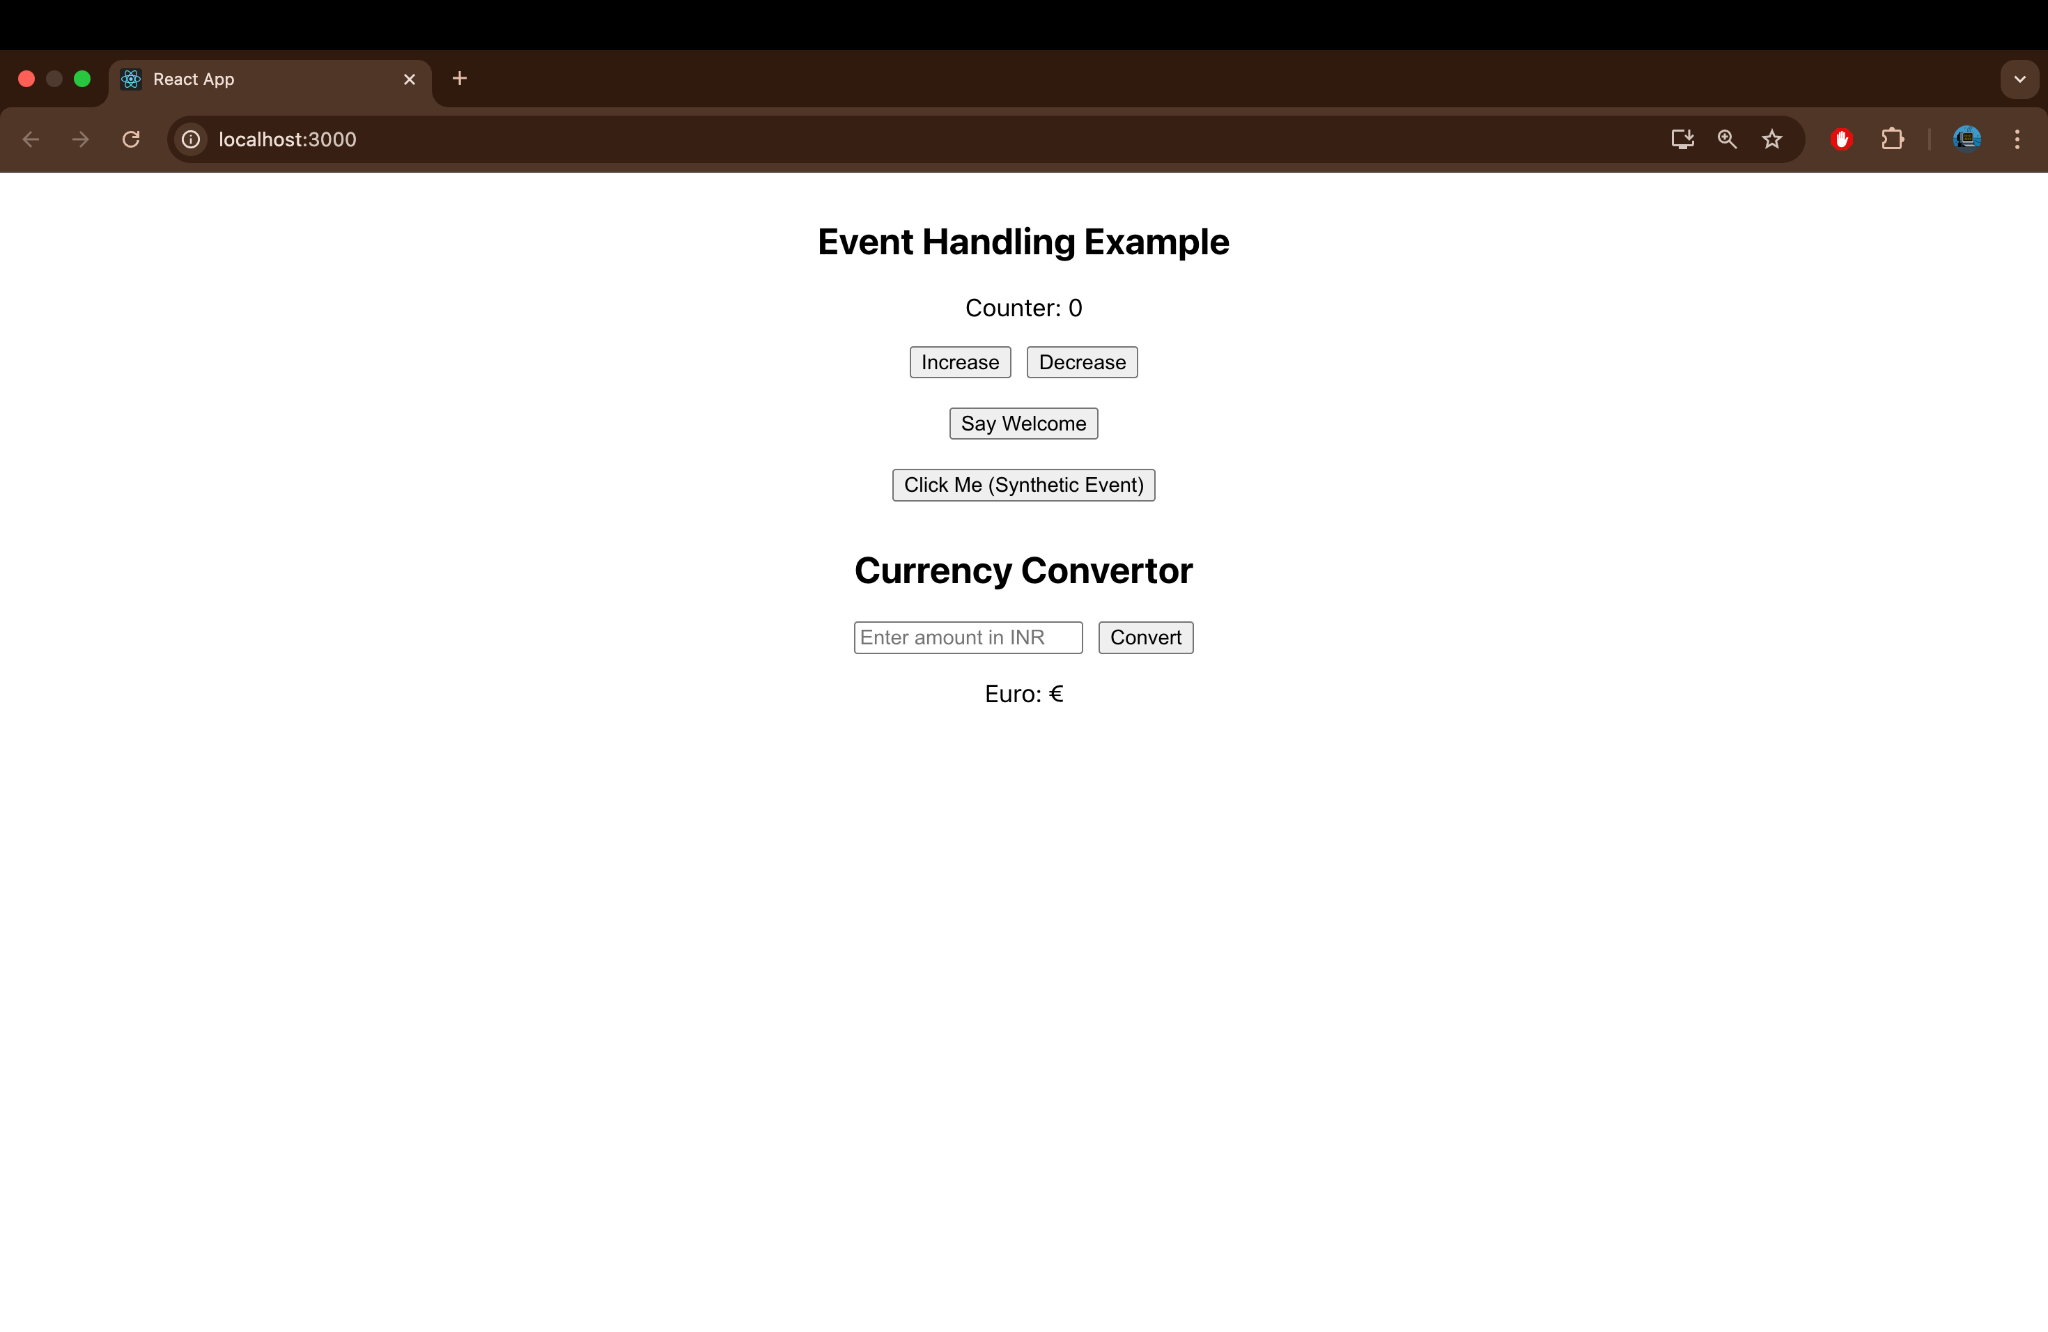 React App
localhost:3000
Event Handling Example
Counter: 0
Increase Decrease
Say Welcome
Click Me (Synthetic Event)
Currency Convertor
Enter amount in INR Convert
Euro: €